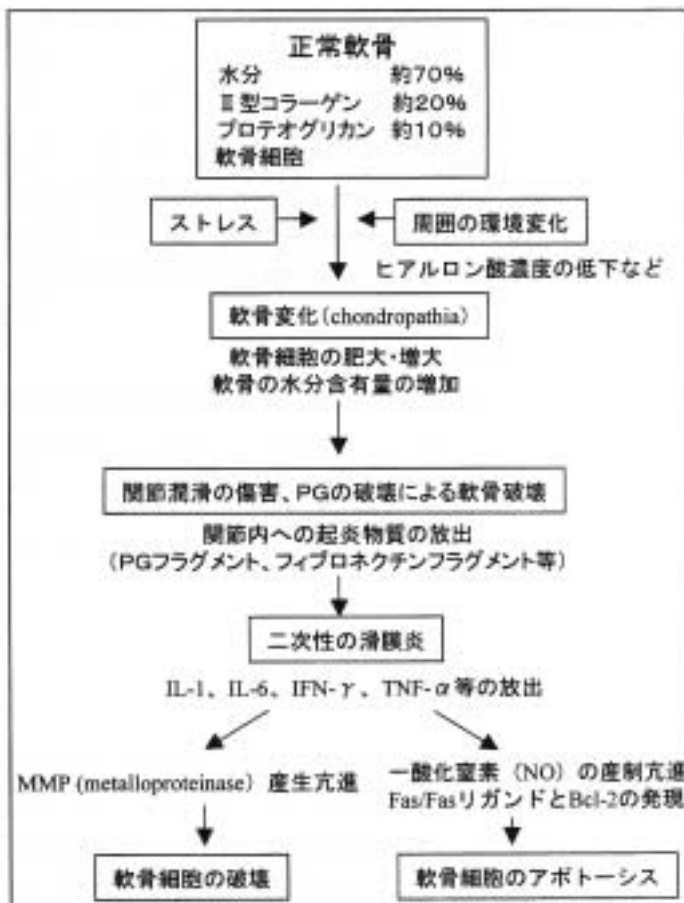 正常軟骨
水分 約70%
Ⅱ型コラーゲン 約20%
プロテオグリカン 約10%
軟骨細胞
ストレス
周囲の環境変化
ヒアルロン酸濃度の低下など
軟骨変化(chondropathia)
軟骨細胞の肥大・増大
軟骨の水分含有量の増加
関節潤滑の傷害、PGの破壊による軟骨破壊
関節内への起炎物質の放出
(PGフラグメント、フィブロネクチンフラグメント等)
二次性の滑膜炎
IL-1、IL-6、IFN-γ、TNF-α等の放出
MMP (metalloproteinase) 産生亢進
一酸化窒素 (NO) の産制亢進
Fas/FasリガンドとBcl-2の発現
軟骨細胞の破壊
軟骨細胞のアポトーシス